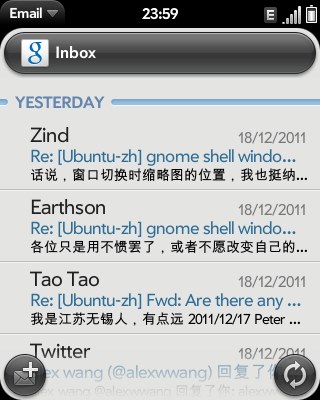 Email 23:59 E
g Inbox
YESTERDAY
Zind 18/12/2011
Re: [Ubuntu-zh] gnome shell windo...
话说，窗口切换时缩略图的位置，我也挺纳...
Earthson 18/12/2011
Re: [Ubuntu-zh] gnome shell windo...
各位只是用不惯罢了，或者不愿改变自己的...
Tao Tao 18/12/2011
Re: [Ubuntu-zh] Fwd: Are there any ...
我是江苏无锡人，有点远 2011/12/17 Peter ...
Twitter 18/12/2011
ex wang (@alexwwang) 回复了你